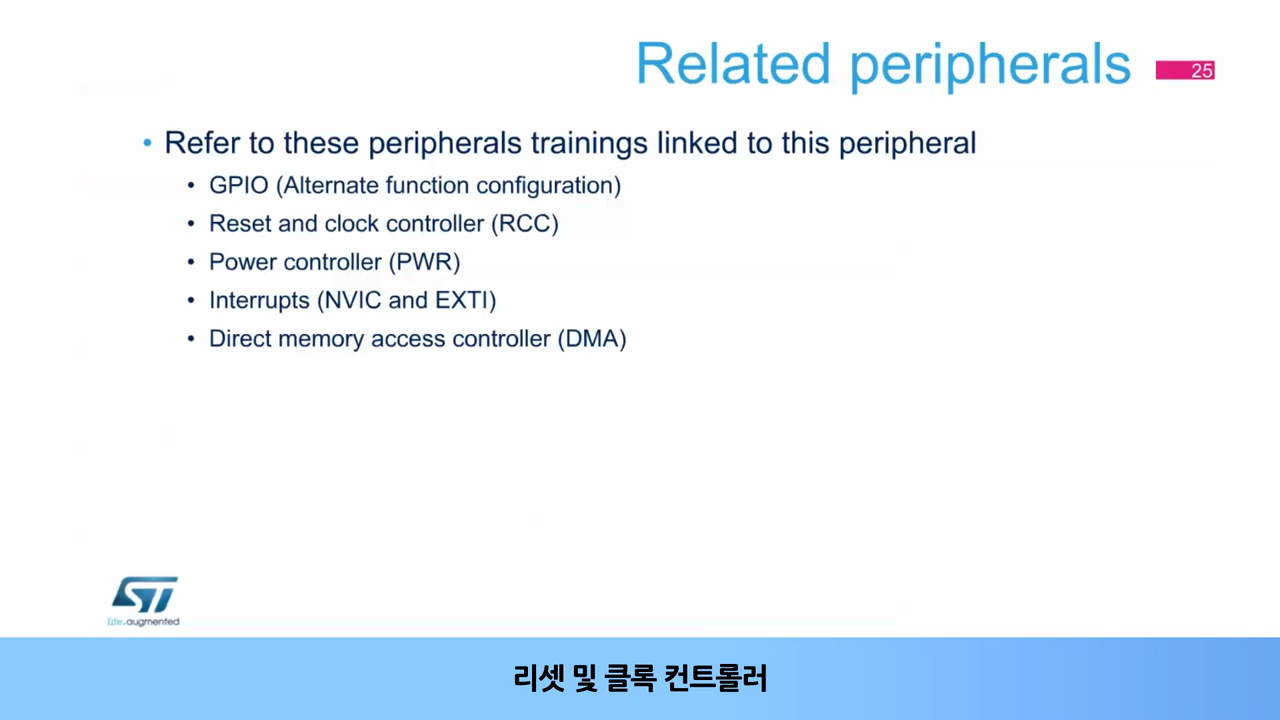 Related peripherals
25
• Refer to these peripherals trainings linked to this peripheral
• GPIO (Alternate function configuration)
• Reset and clock controller (RCC)
• Power controller (PWR)
• Interrupts (NVIC and EXTI)
• Direct memory access controller (DMA)
ST
life.augmented
리셋 및 클록 컨트롤러